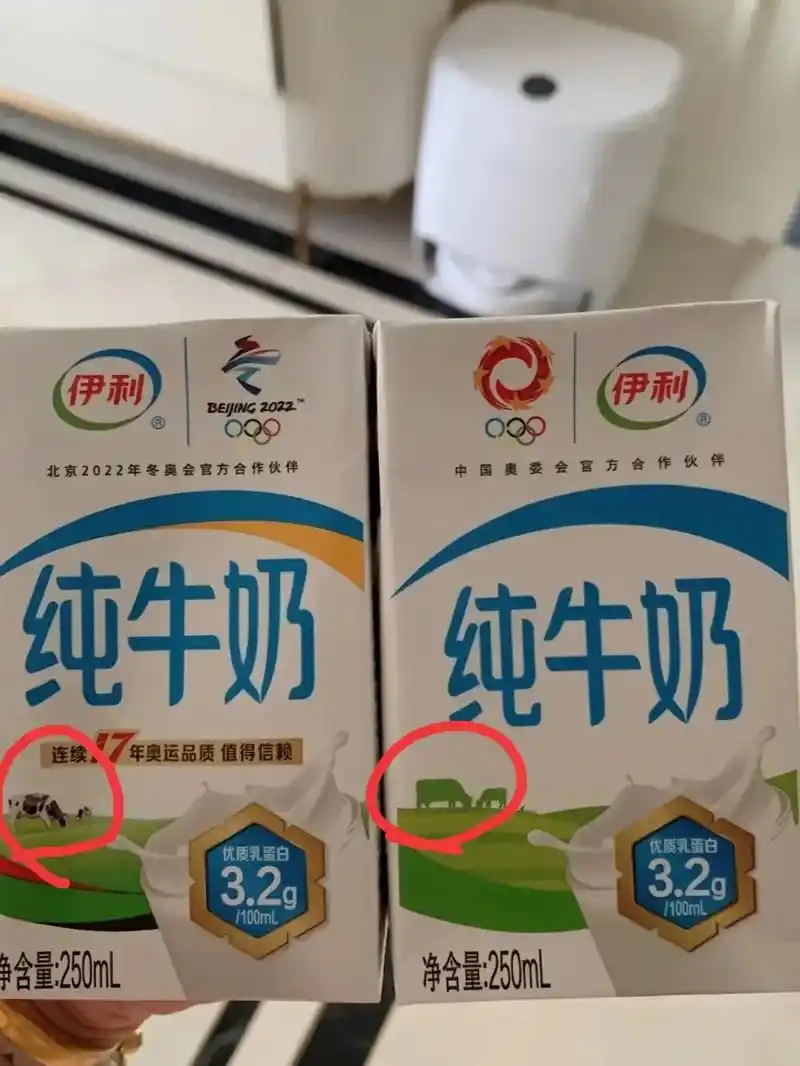 伊利®
BEIJING 2022™
北京2022年冬奥会官方合作伙伴
纯牛奶
连续17年奥运品质 值得信赖
优质乳蛋白
3.2g
/100mL
净含量:250mL
伊利®
中国奥委会官方合作伙伴
纯牛奶
优质乳蛋白
3.2g
/100mL
净含量:250mL